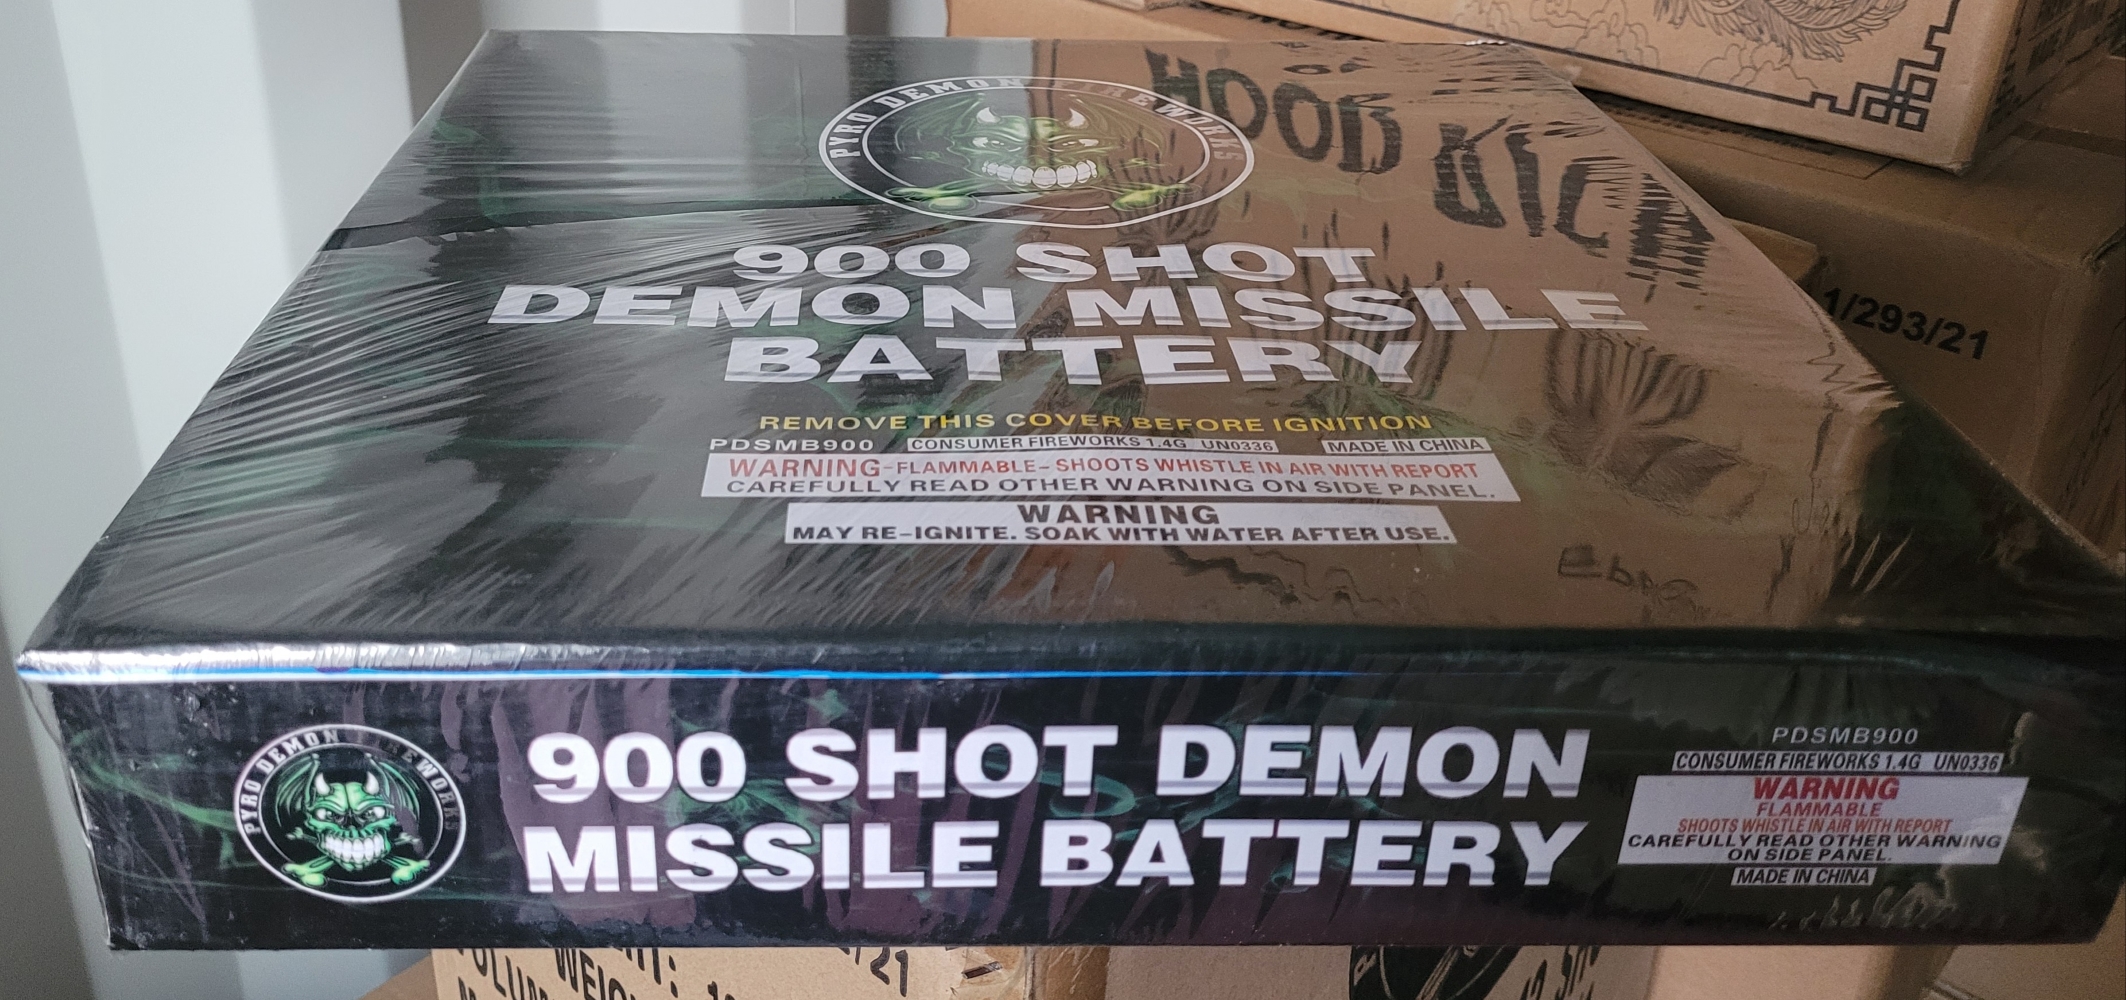 PYRO DEMON FIREWORKS
HOOD
900 SHOT
DEMON MISSILE
BATTERY
1/293/21
REMOVE THIS COVER BEFORE IGNITION
PDSMB900 CONSUMER FIREWORKS 1.4G UN0336 MADE IN CHINA
WARNING-FLAMMABLE-SHOOTS WHISTLE IN AIR WITH REPORT
CAREFULLY READ OTHER WARNING ON SIDE PANEL.
WARNING
MAY RE-IGNITE. SOAK WITH WATER AFTER USE.
PYRO DEMON FIREWORKS
900 SHOT DEMON
MISSILE BATTERY
PDSMB900
CONSUMER FIREWORKS 1.4G UN0336
WARNING
FLAMMABLE
SHOOTS WHISTLE IN AIR WITH REPORT
CAREFULLY READ OTHER WARNING
ON SIDE PANEL.
MADE IN CHINA